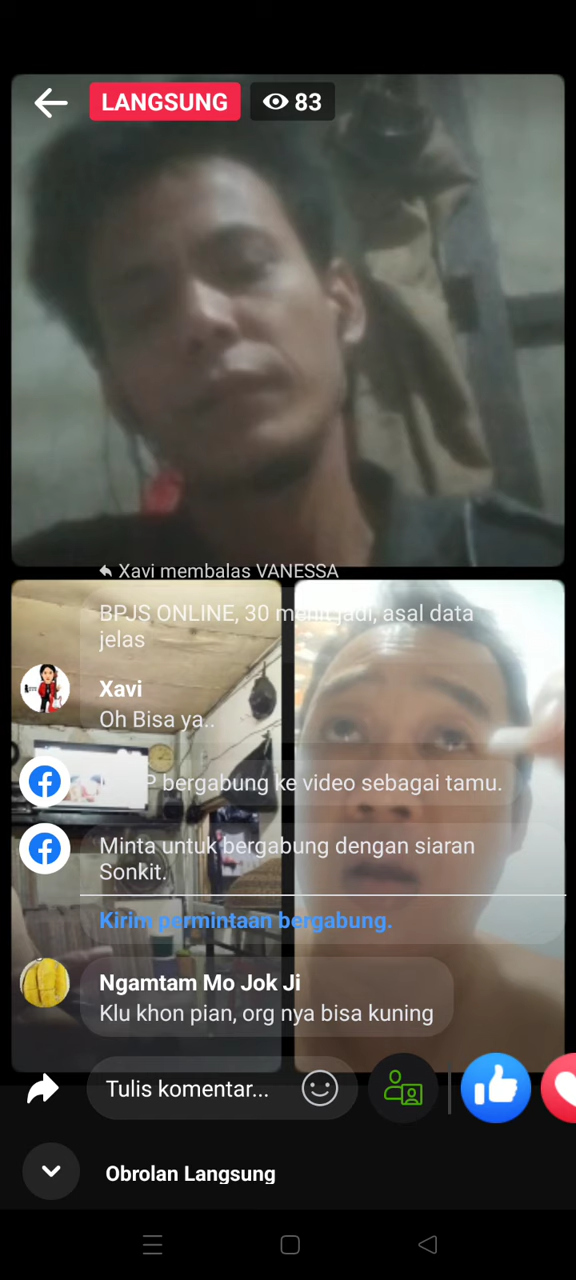 LANGSUNG
83
Xavi membalas VANESSA
BPJS ONLINE, 30 menit jadi, asal data
jelas
Xavi
Oh Bisa ya..
P bergabung ke video sebagai tamu.
Minta untuk bergabung dengan siaran
Sonkit.
Kirim permintaan bergabung.
Ngamtam Mo Jok Ji
Klu khon pian, org nya bisa kuning
Tulis komentar...
Obrolan Langsung